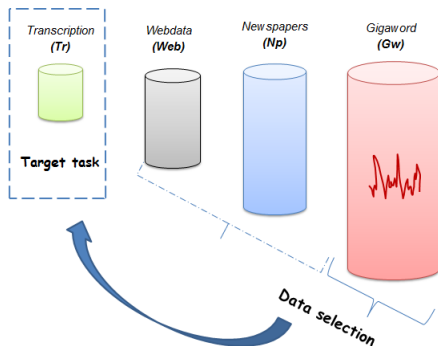 Transcription
(Tr)
Webdata
(Web)
Newspapers
(Np)
Gigaword
(Gw)
Target task
Data selection